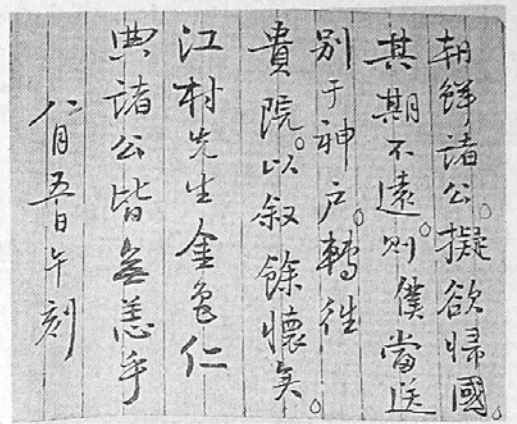 朝鮮諸公。擬欲帰國。
其期不遠。則僕當送
別于神戸。轉往
貴院。以叙餘懷矣。
江村先生金仁
典諸公皆無恙乎
八月五日午刻